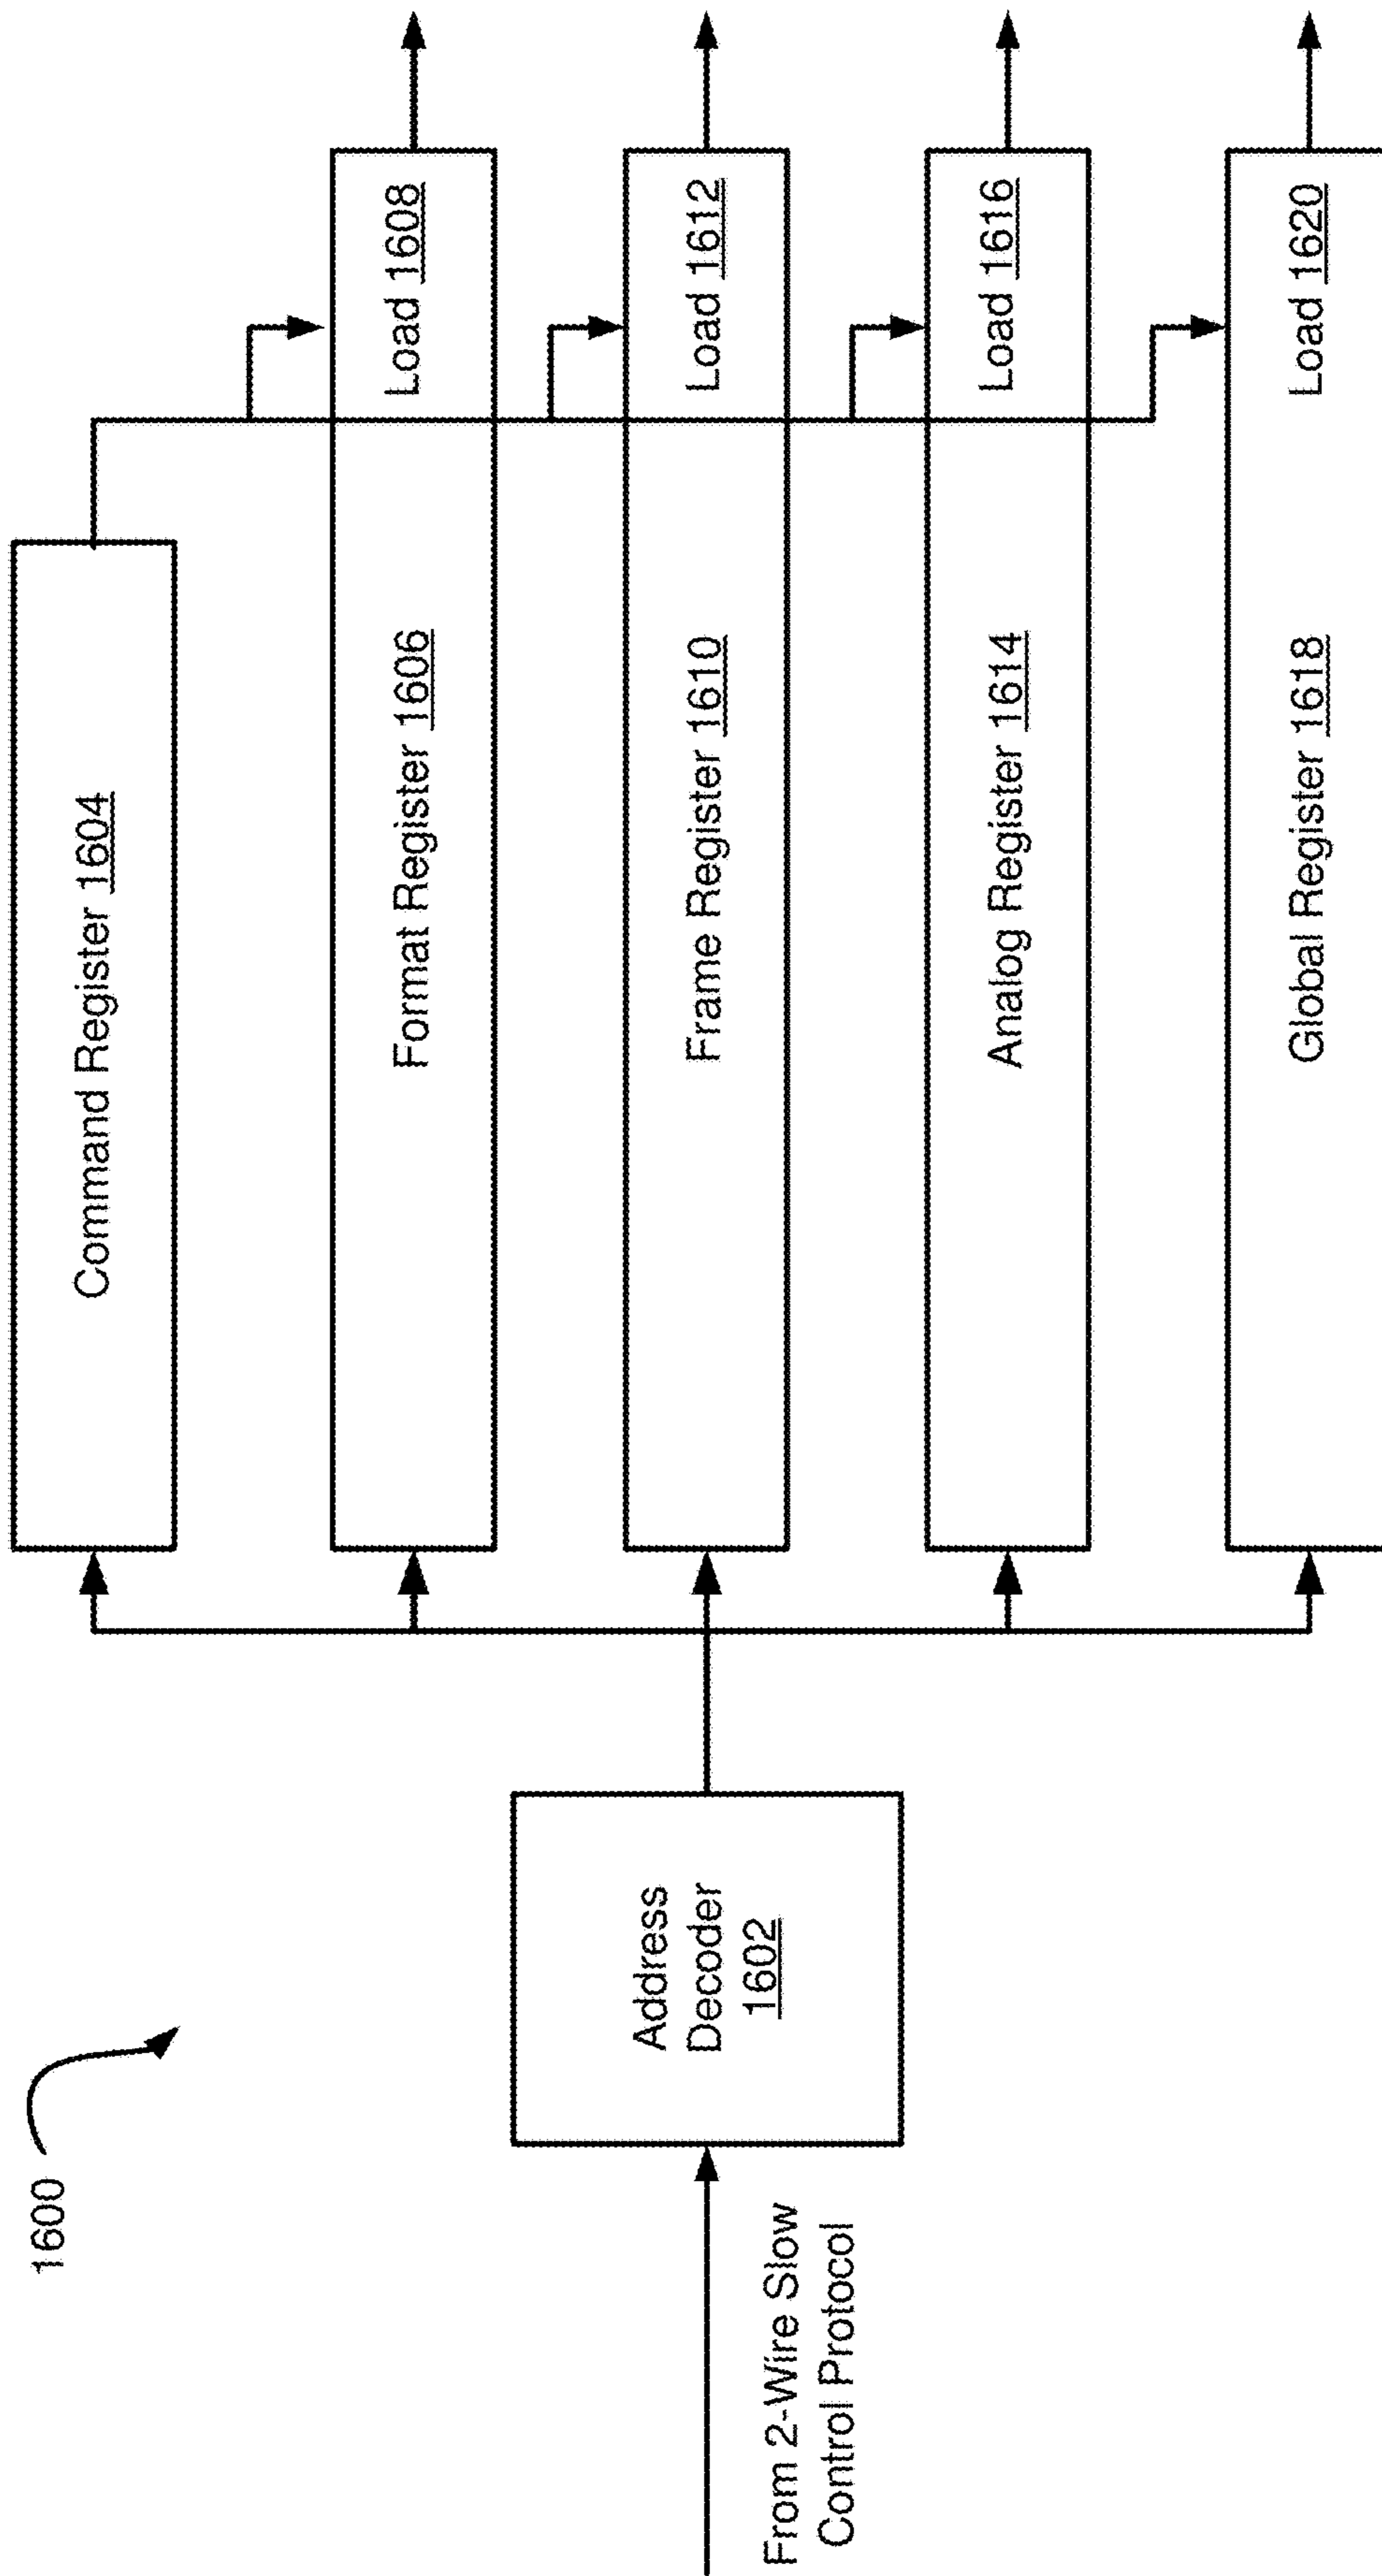 1600
From 2-Wire Slow
Control Protocol
Address
Decoder
1602
Command Register 1604
Format Register 1606
Load 1608
Frame Register 1610
Load 1612
Analog Register 1614
Load 1616
Global Register 1618
Load 1620